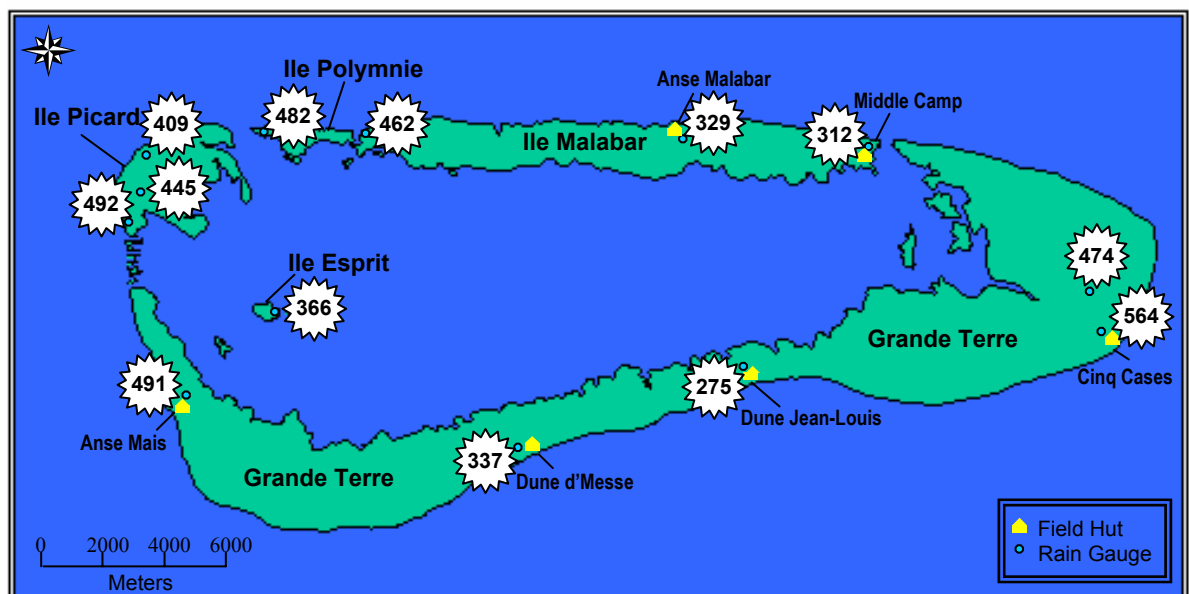 Ile Polymnie
Anse Malabar
Middle Camp
Ile Picard
409
482
462
Ile Malabar
329
312
492
445
474
Ile Esprit
366
564
Grande Terre
Cinq Cases
491
275
Dune Jean-Louis
Anse Mais
Grande Terre
337
Dune d’Messe
0 2000 4000 6000
Meters
Field Hut
Rain Gauge